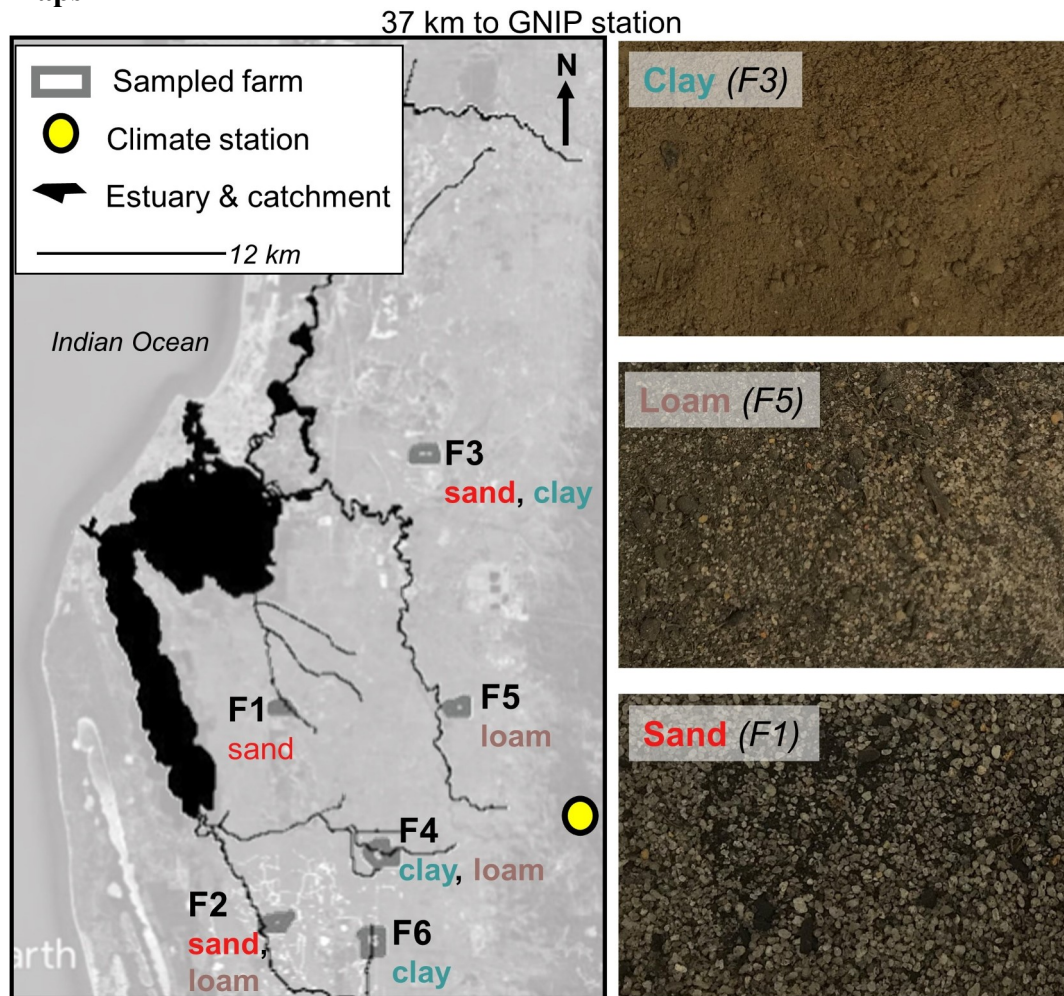 37 km to GNIP station
Sampled farm
Climate station
Estuary & catchment
12 km
N
Indian Ocean
F3
sand, clay
F1
sand
F5
loam
F4
clay, loam
F2
sand,
loam
F6
clay
arth
Clay (F3)
Loam (F5)
Sand (F1)